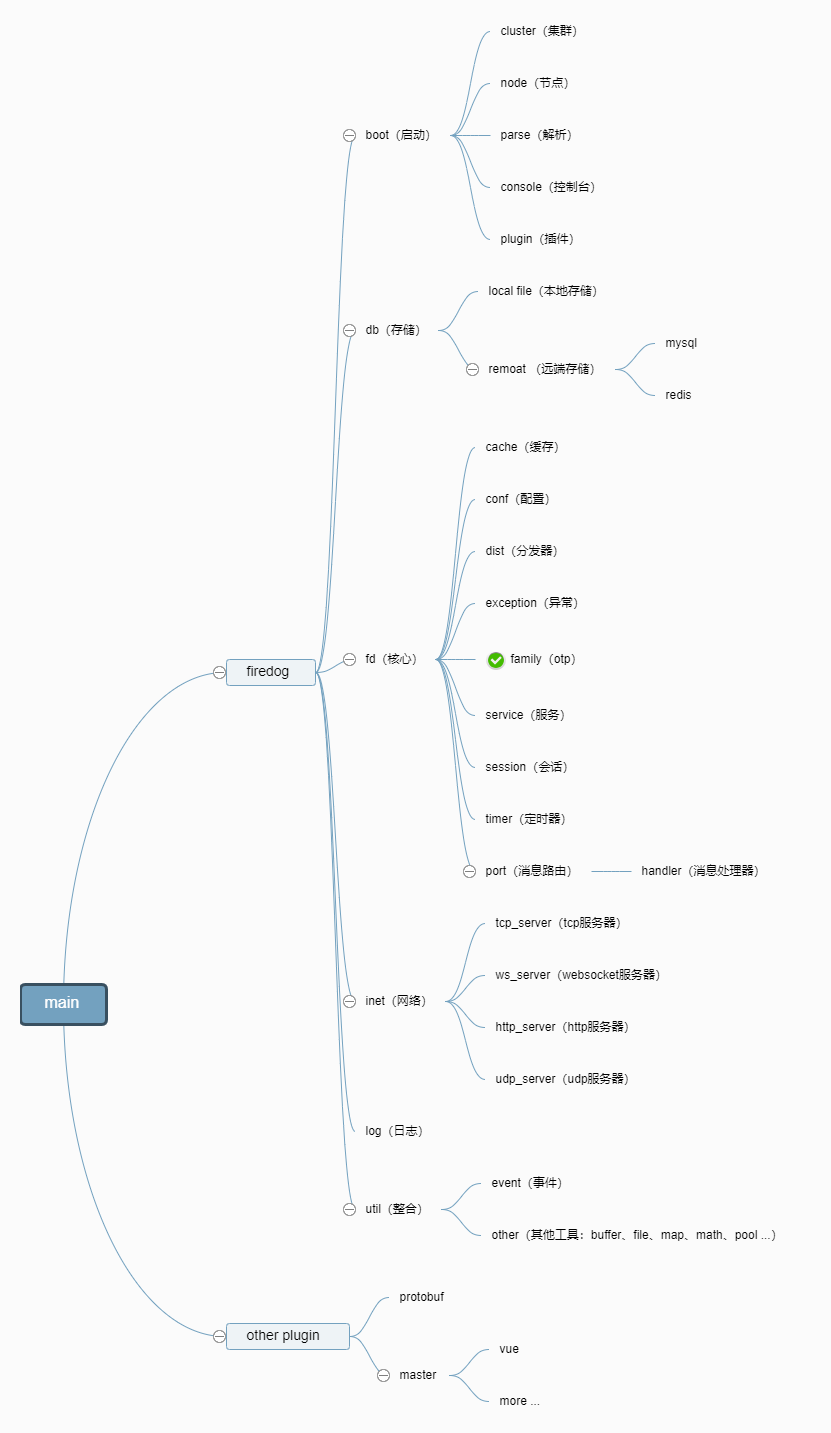 cluster（集群）
node（节点）
boot（启动）
parse（解析）
console（控制台）
plugin（插件）
local file（本地存储）
db（存储）
remoat （远端存储）
mysql
redis
cache（缓存）
conf（配置）
dist（分发器）
exception（异常）
firedog
fd（核心）
family（otp）
service（服务）
session（会话）
timer（定时器）
port（消息路由）
handler（消息处理器）
tcp_server（tcp服务器）
ws_server（websocket服务器）
main
inet（网络）
http_server（http服务器）
udp_server（udp服务器）
log（日志）
event（事件）
util（整合）
other（其他工具：buffer、file、map、math、pool ...）
protobuf
other plugin
vue
master
more ...